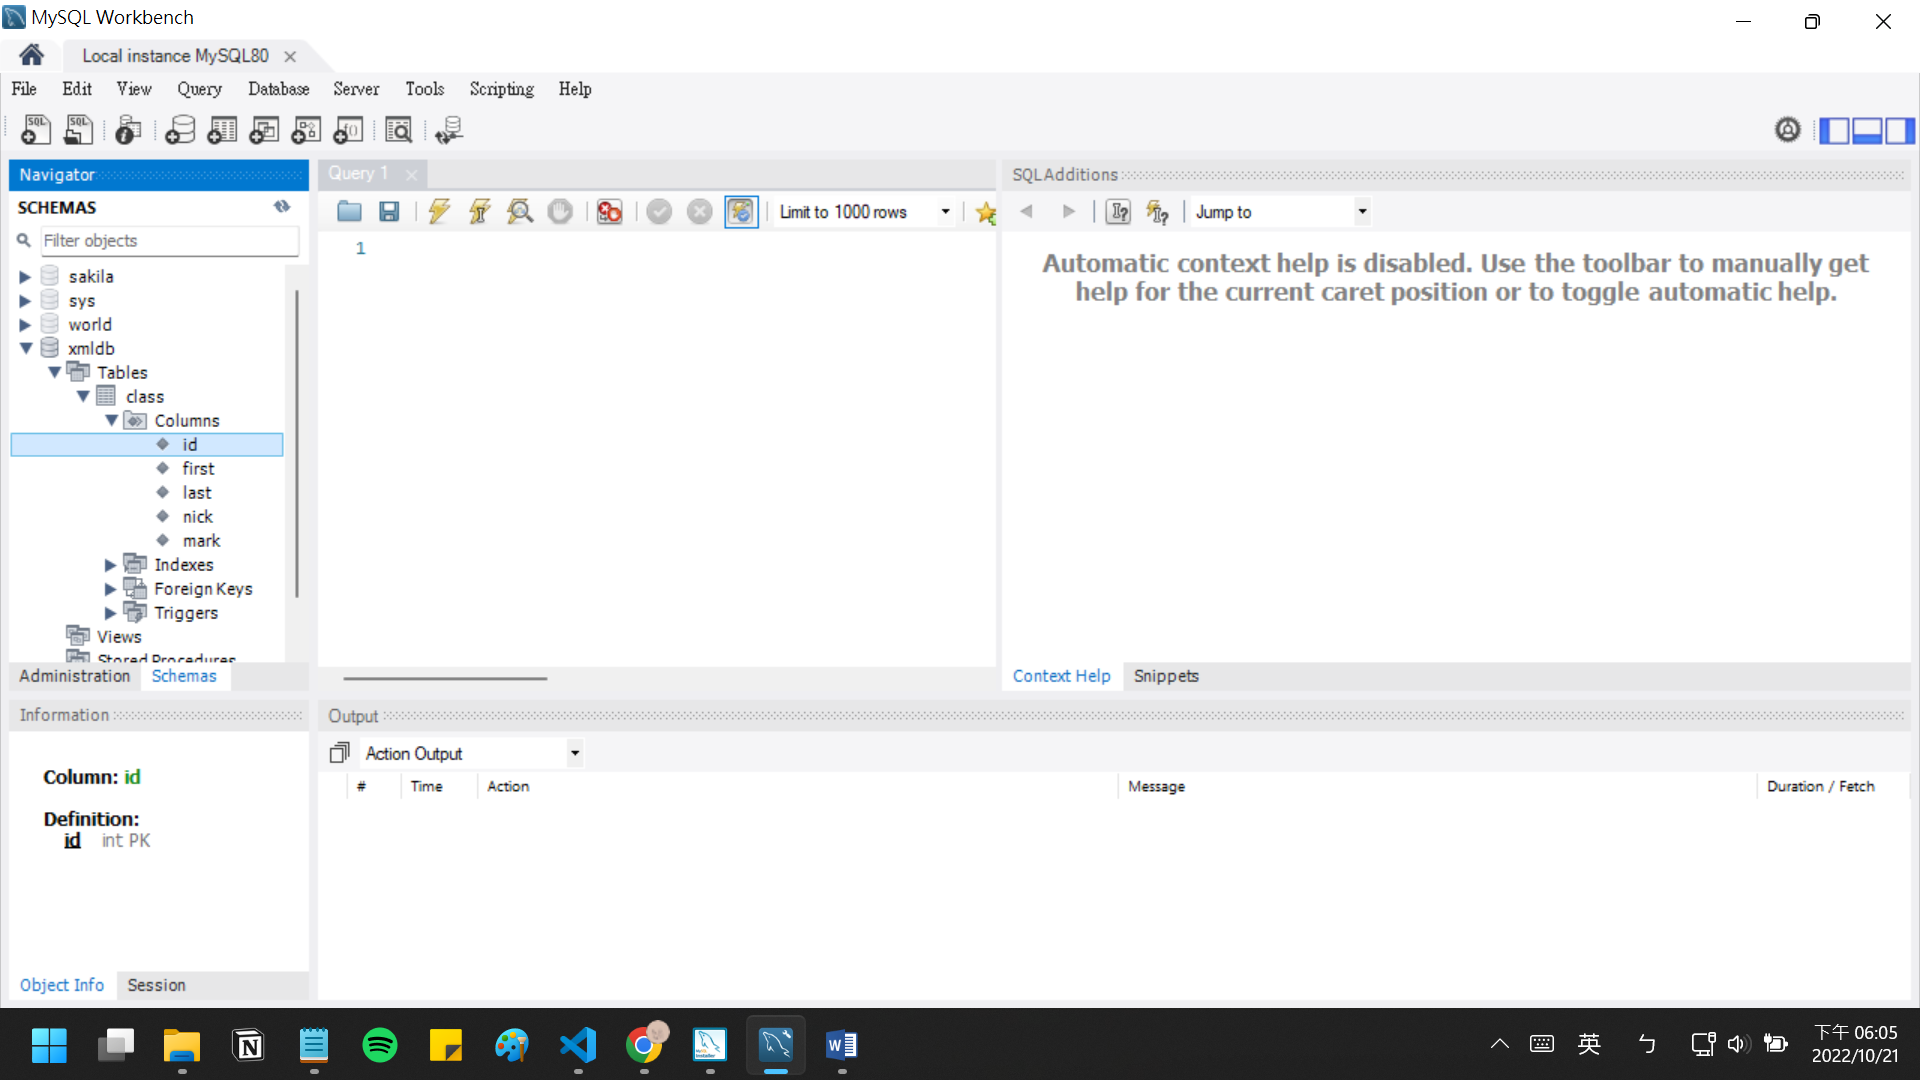 MySQL Workbench
Local instance MySQL80
File Edit View Query Database Server Tools Scripting Help
Navigator
SCHEMAS
Filter objects
sakila
sys
world
xmldb
Tables
class
Columns
id
first
last
nick
mark
Indexes
Foreign Keys
Triggers
Views
Stored Procedures
Administration Schemas
Query 1
Limit to 1000 rows
1
SQLAdditions
Jump to
Automatic context help is disabled. Use the toolbar to manually get
help for the current caret position or to toggle automatic help.
Context Help Snippets
Information
Column: id
Definition:
id int PK
Object Info Session
Output
Action Output
# Time Action Message Duration / Fetch
英 ㄅ
下午 06:05
2022/10/21